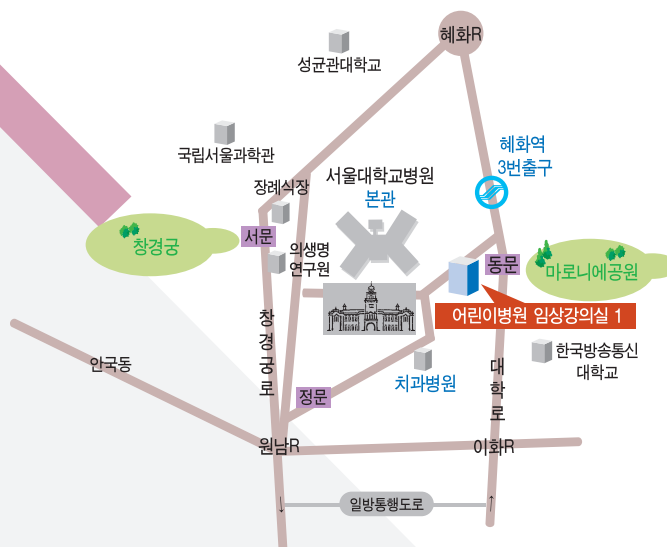 혜화R
성균관대학교
국립서울과학관
혜화역
3번출구
장례식장
서울대학교병원
본관
창경궁
서문
의생명
연구원
동문
마로니에공원
어린이병원 임상강의실 1
창경궁로
안국동
정문
치과병원
대학로
한국방송통신
대학교
원남R
이화R
↓
일방통행도로
↑